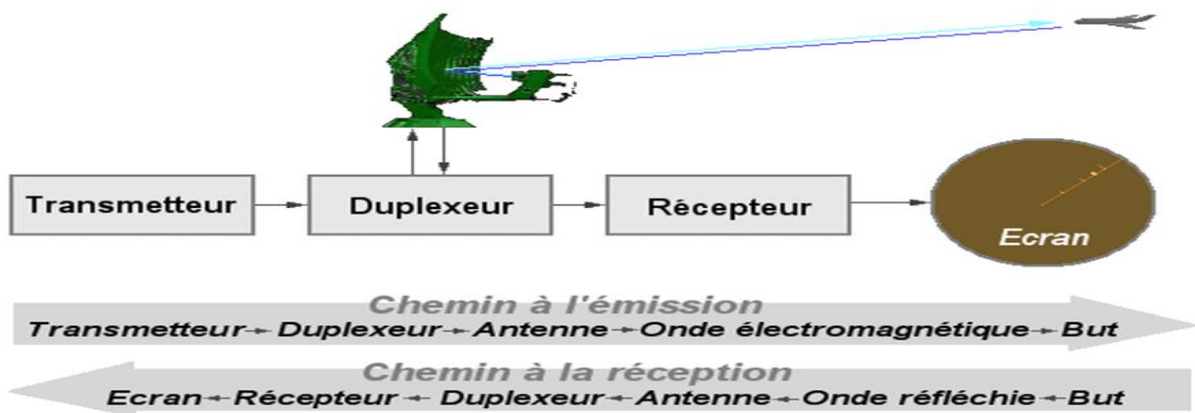 Transmetteur
Duplexeur
Récepteur
Ecran
Chemin à l'émission
Transmetteur→Duplexeur→Antenne→Onde électromagnétique→But
Chemin à la réception
Ecran←Récepteur←Duplexeur←Antenne←Onde réfléchie←But